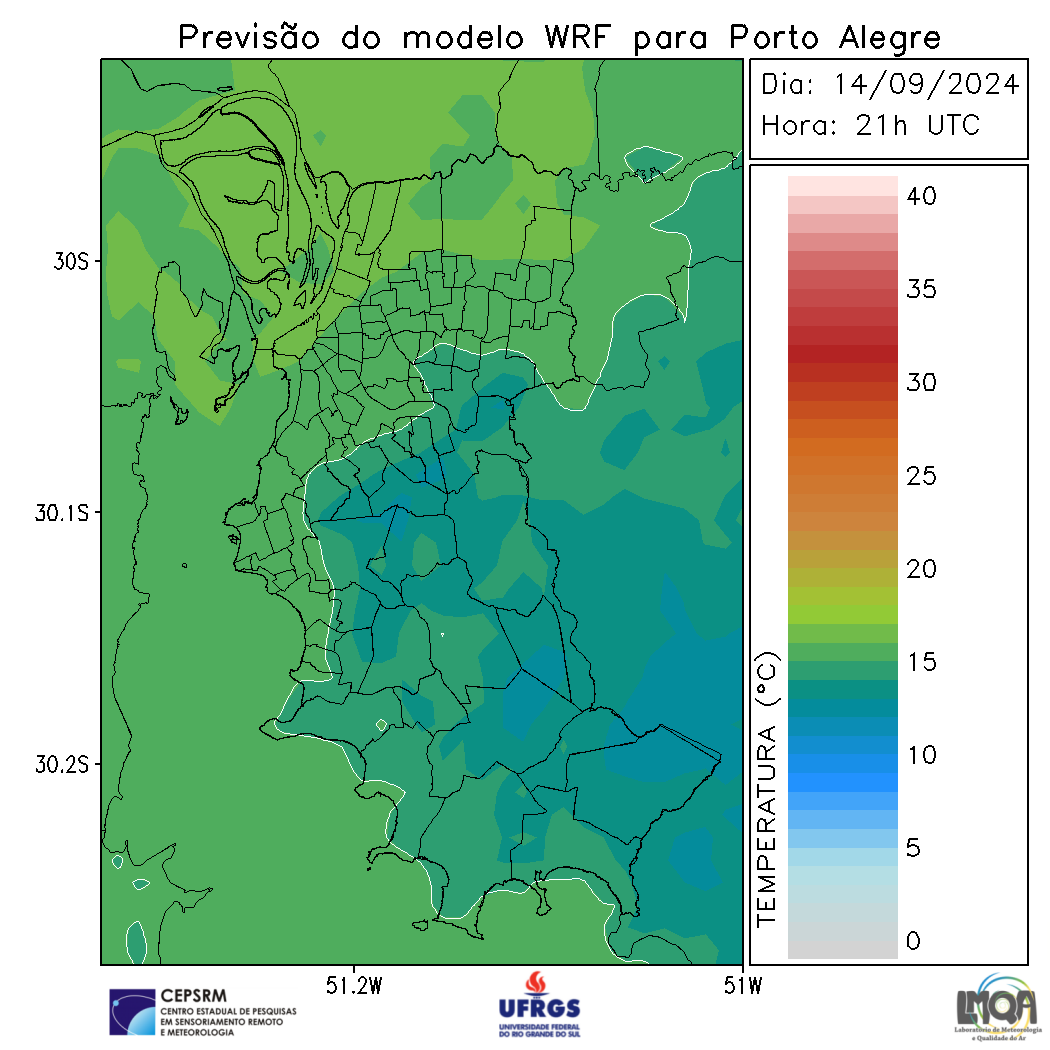 Previsão do modelo WRF para Porto Alegre
Dia: 14/09/2024
Hora: 21h UTC
40
35
30
25
20
15
10
5
0
TEMPERATURA (°C)
30S
30.1S
30.2S
51.2W
51W
CEPSRM
CENTRO ESTADUAL DE PESQUISAS
EM SENSORIAMENTO REMOTO
E METEOROLOGIA
UFRGS
UNIVERSIDADE FEDERAL
DO RIO GRANDE DO SUL
LMQA
Laboratório de Meteorologia
e Qualidade do Ar